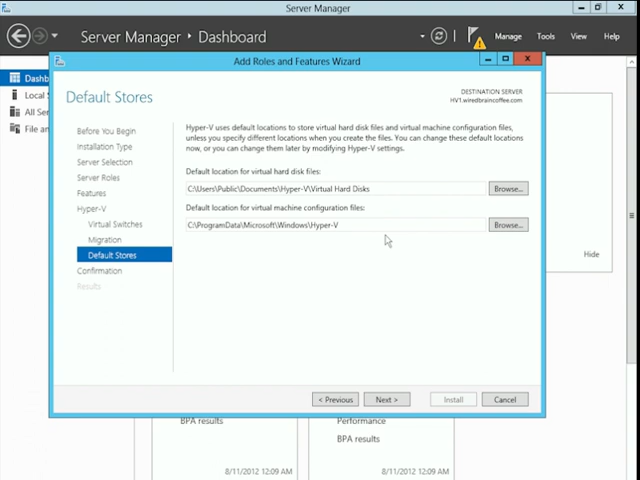 Server Manager
Server Manager ‣ Dashboard
Manage
Tools
View
Help
Add Roles and Features Wizard
Default Stores
DESTINATION SERVER
HV1.wiredbraincoffee.com
Dashb
Local S
All Ser
File an
Before You Begin
Installation Type
Server Selection
Server Roles
Features
Hyper-V
Virtual Switches
Migration
Default Stores
Confirmation
Results
Hyper-V uses default locations to store virtual hard disk files and virtual machine configuration files,
unless you specify different locations when you create the files. You can change these default locations
now, or you can change them later by modifying Hyper-V settings.
Default location for virtual hard disk files:
C:\Users\Public\Documents\Hyper-V\Virtual Hard Disks
Browse...
Default location for virtual machine configuration files:
C:\ProgramData\Microsoft\Windows\Hyper-V
Browse...
Hide
< Previous
Next >
Install
Cancel
BPA results
Performance
BPA results
8/11/2012 12:09 AM
8/11/2012 12:09 AM